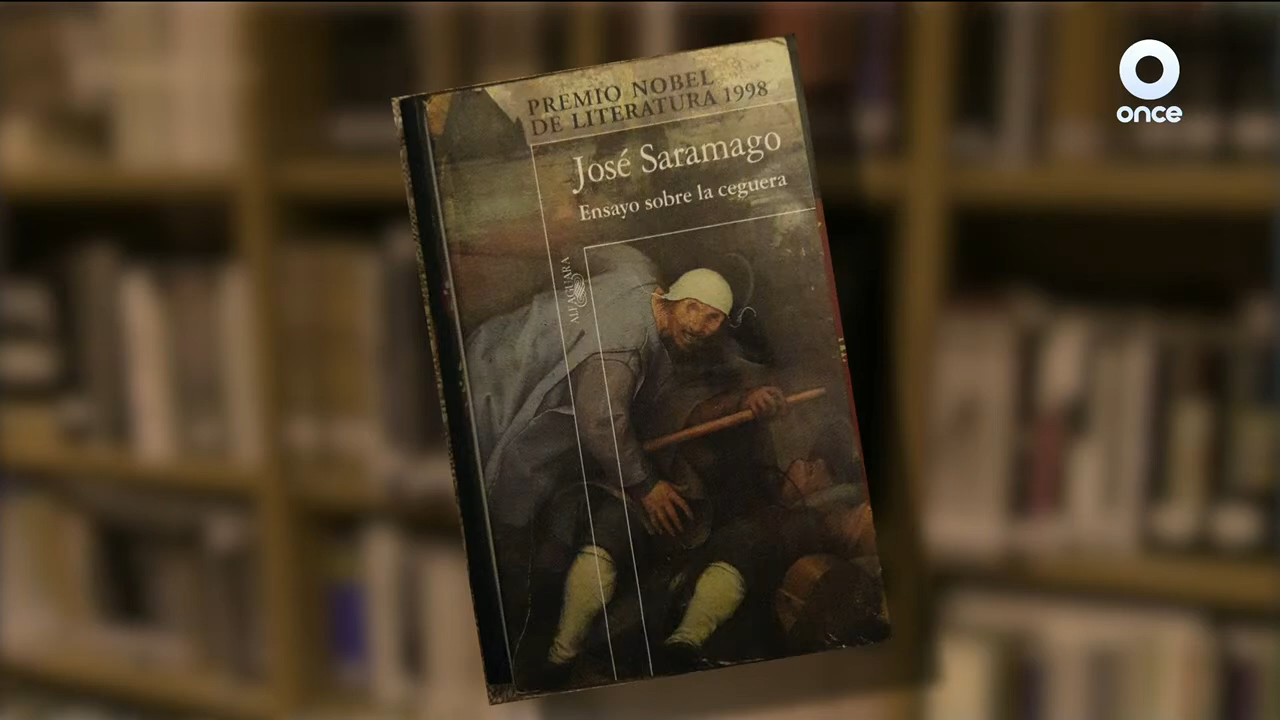 PREMIO NOBEL
DE LITERATURA 1998
José Saramago
Ensayo sobre la ceguera
ALFAGUARA
once